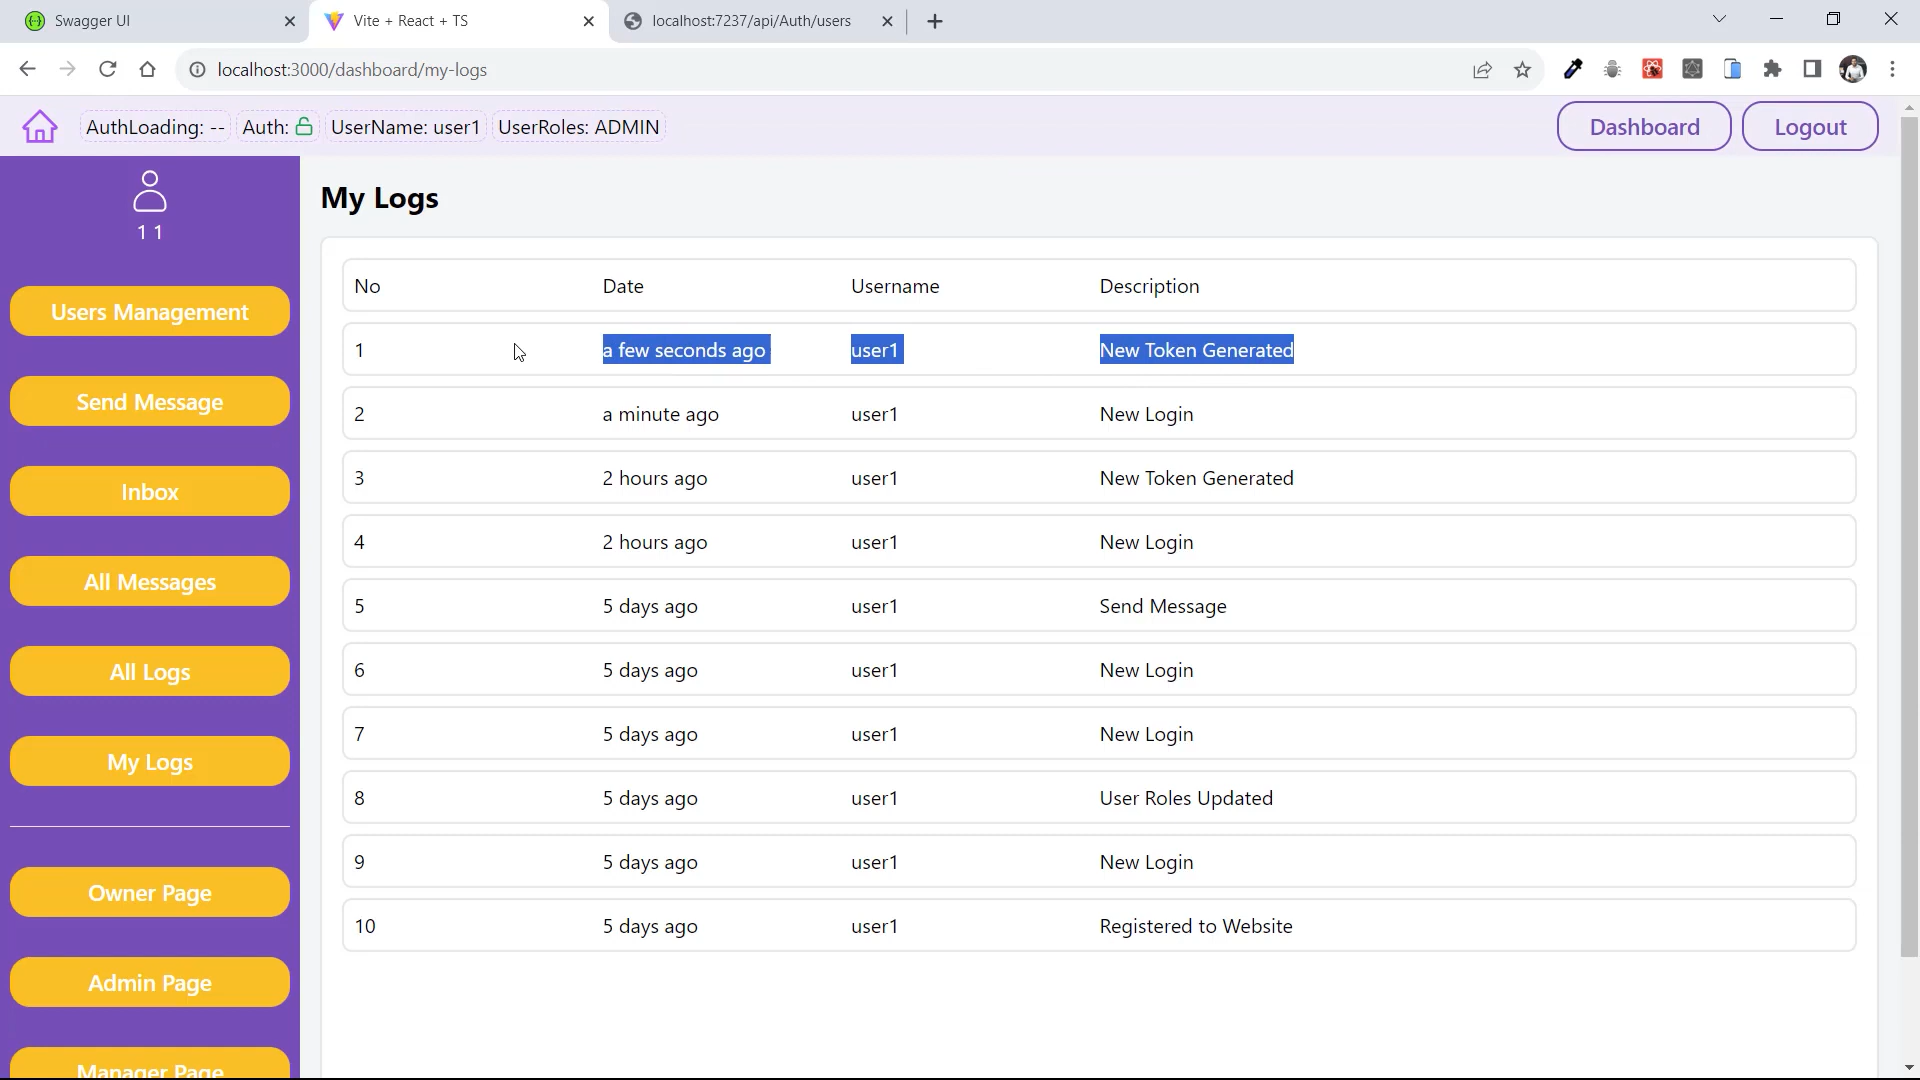 Swagger UI
Vite + React + TS
localhost:7237/api/Auth/users
localhost:3000/dashboard/my-logs
AuthLoading: -- Auth: UserName: user1 UserRoles: ADMIN
Dashboard
Logout
1 1
Users Management
Send Message
Inbox
All Messages
All Logs
My Logs
Owner Page
Admin Page
Manager Page
My Logs
No Date Username Description
1 a few seconds ago user1 New Token Generated
2 a minute ago user1 New Login
3 2 hours ago user1 New Token Generated
4 2 hours ago user1 New Login
5 5 days ago user1 Send Message
6 5 days ago user1 New Login
7 5 days ago user1 New Login
8 5 days ago user1 User Roles Updated
9 5 days ago user1 New Login
10 5 days ago user1 Registered to Website